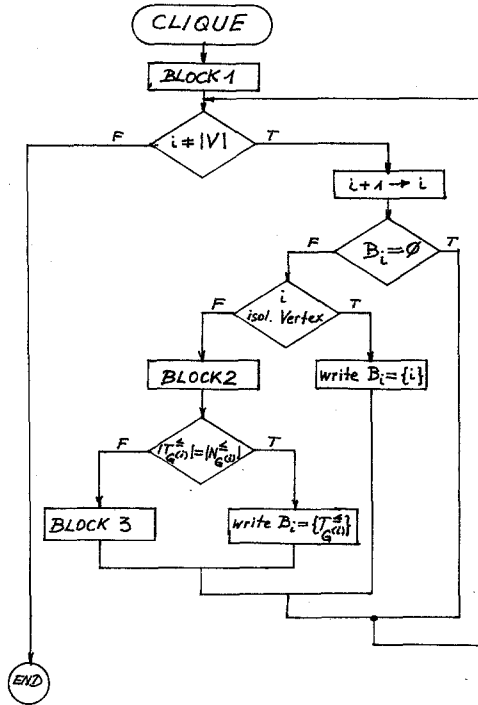 CLIQUE
BLOCK 1
F
i ≠ |V|
T
i + 1 → i
F
B_i = Ø
T
F
i
isol. Vertex
T
BLOCK 2
write B_i = {i}
F
|T^≤_G(i)| = |N^≤_G(i)|
T
BLOCK 3
write B_i = {T^≤_G(i)}
END